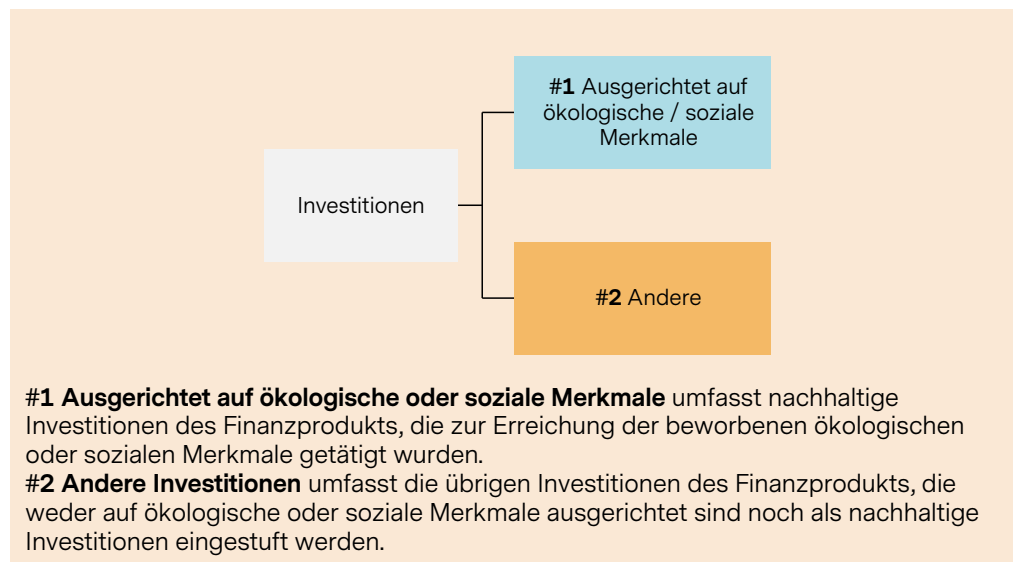 #1 Ausgerichtet auf
ökologische / soziale
Merkmale
Investitionen
#2 Andere
#1 Ausgerichtet auf ökologische oder soziale Merkmale umfasst nachhaltige
Investitionen des Finanzprodukts, die zur Erreichung der beworbenen ökologischen
oder sozialen Merkmale getätigt wurden.
#2 Andere Investitionen umfasst die übrigen Investitionen des Finanzprodukts, die
weder auf ökologische oder soziale Merkmale ausgerichtet sind noch als nachhaltige
Investitionen eingestuft werden.